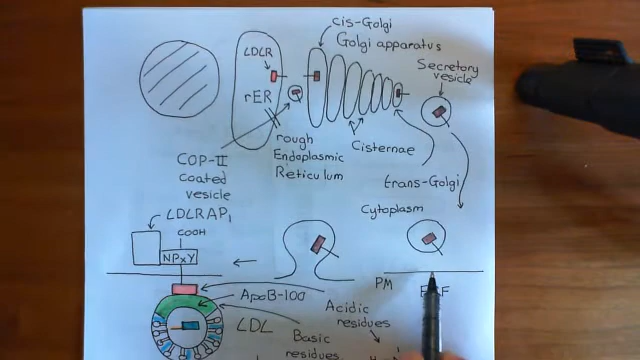 cis-Golgi
Golgi apparatus
LDLR
rER
Secretory
vesicle
rough
Endoplasmic
Reticulum
Cisternae
COP-II
coated
vesicle
trans-Golgi
LDLRAP1
COOH
NPxY
Cytoplasm
PM
ApoB-100
LDL
Acidic
residues
Basic
residues